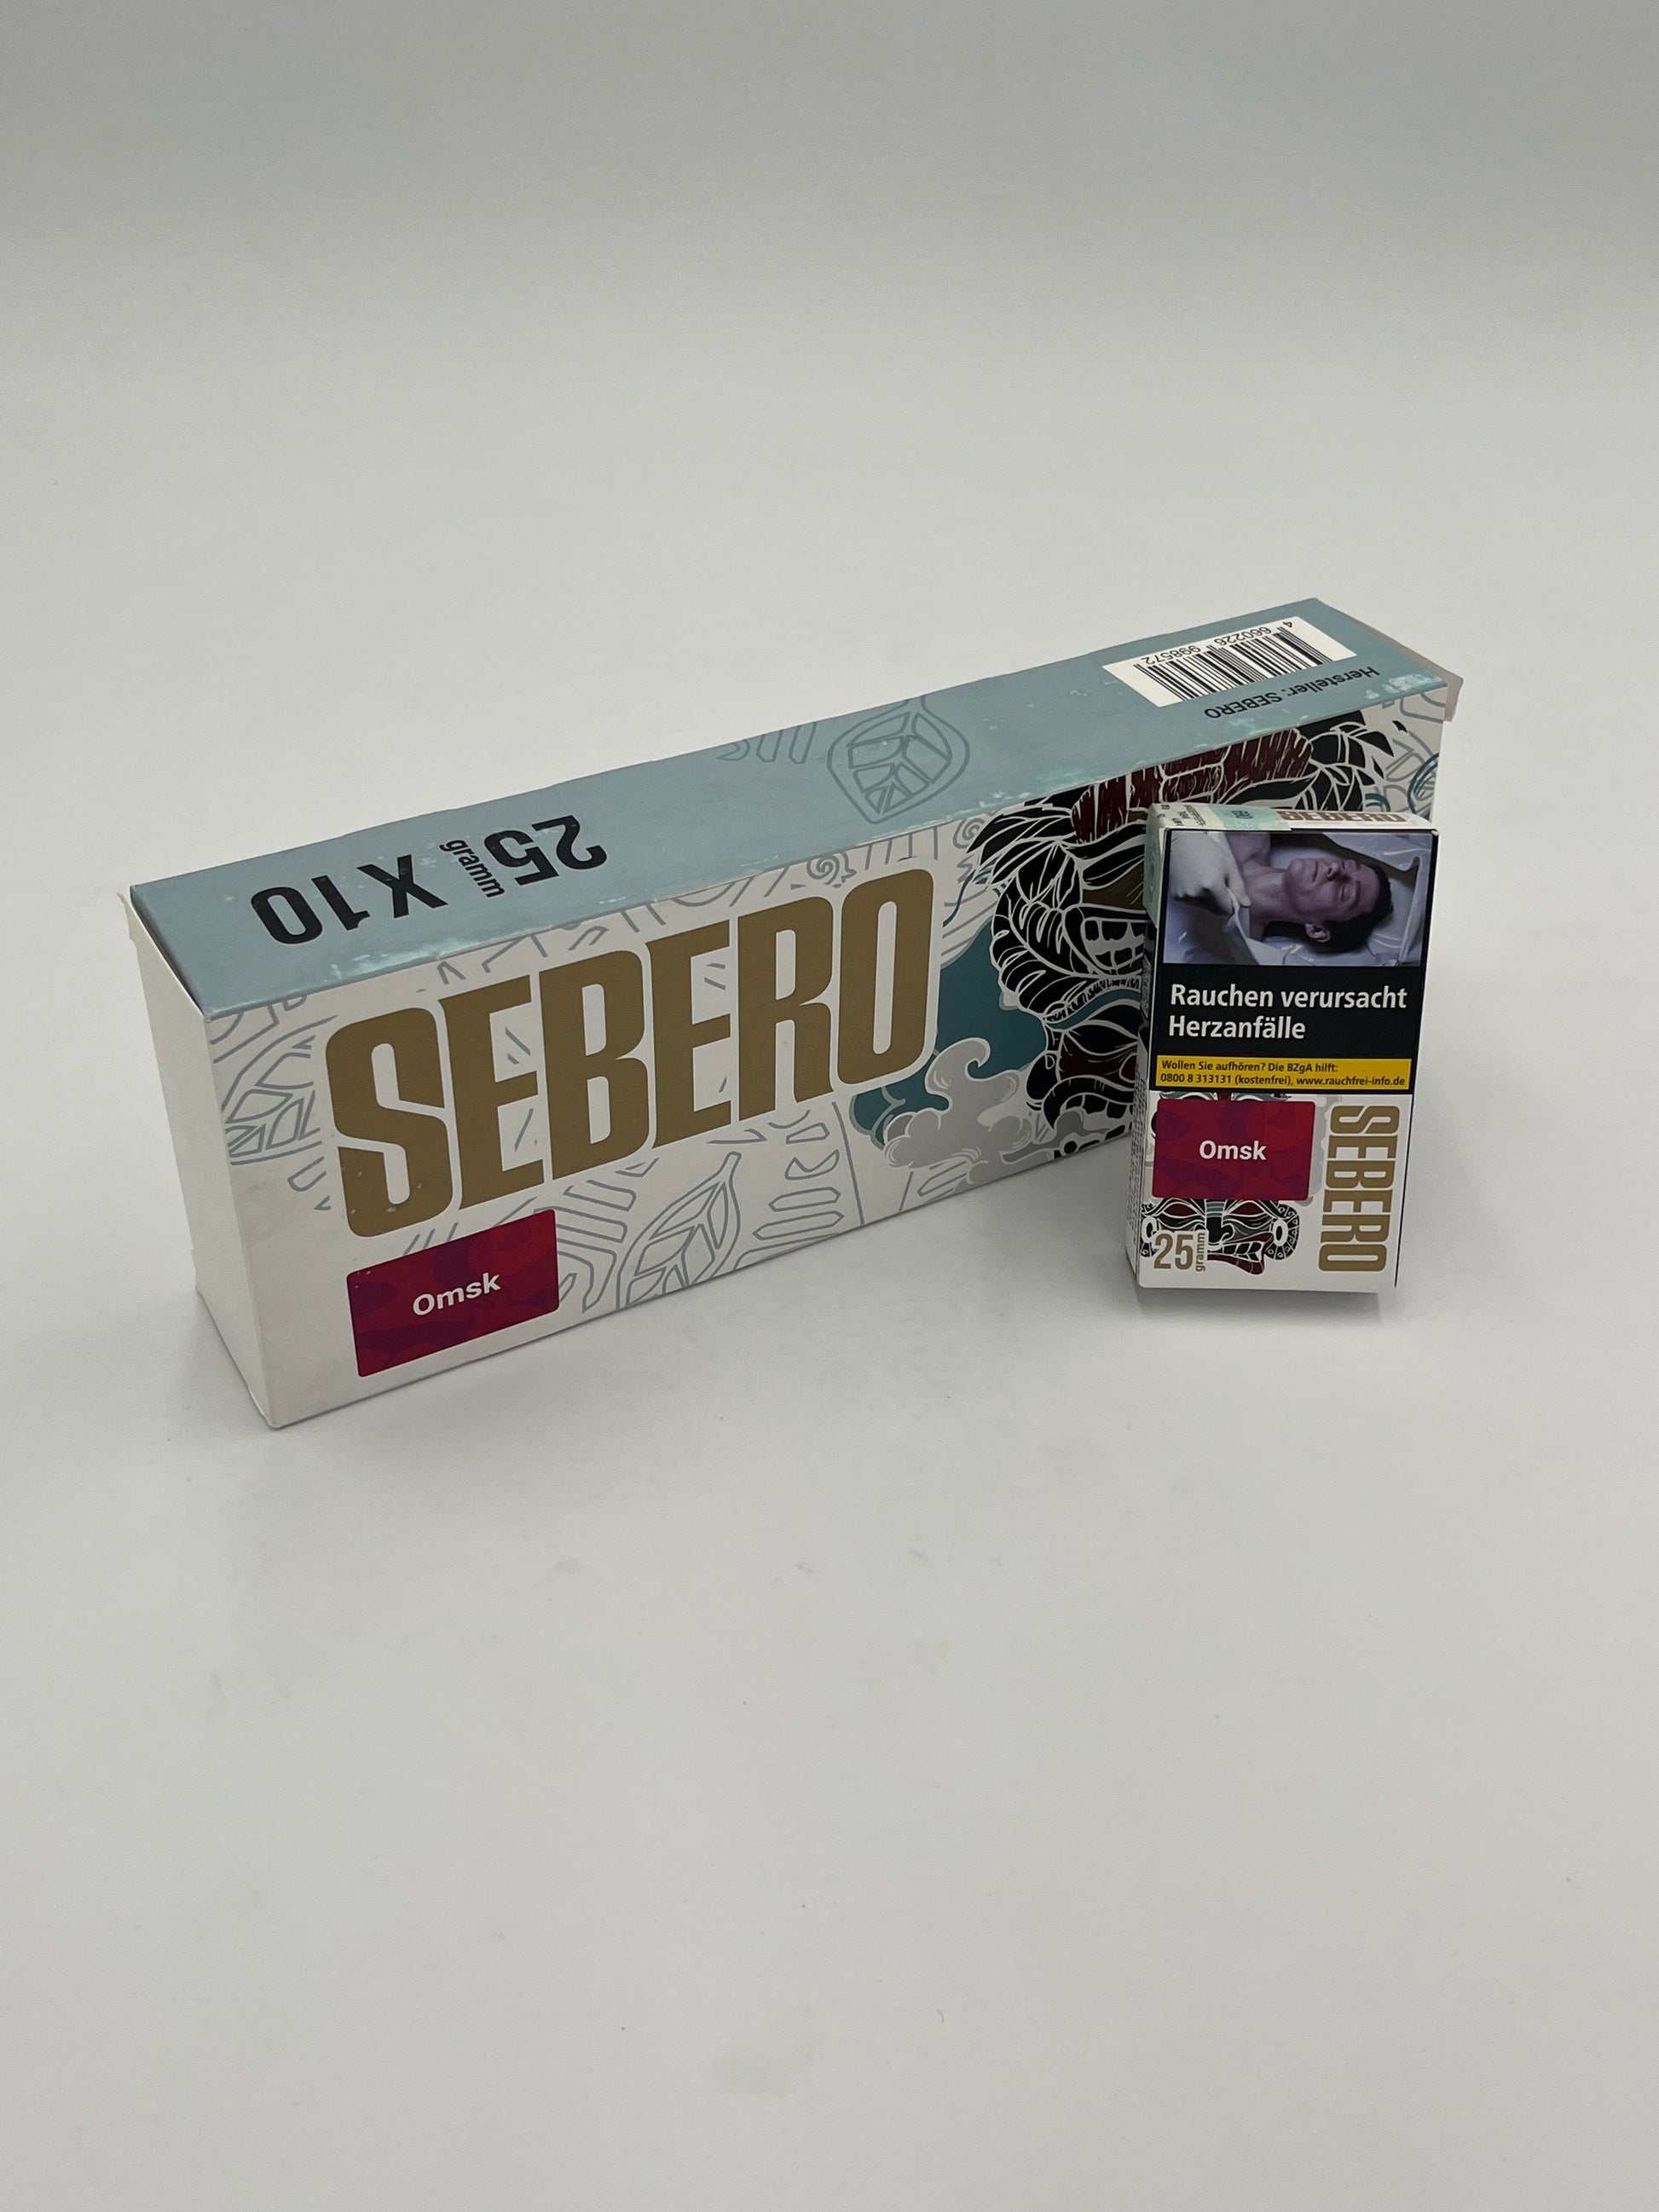 25
gramm
X 10
4 660226 998572
Hersteller: SEBERO
SEBERO
Omsk
SEBERO
Rauchen verursacht
Herzanfälle
Wollen Sie aufhören? Die BZgA hilft:
0800 8 313131 (kostenfrei), www.rauchfrei-info.de
Omsk
SEBERO
25
gramm